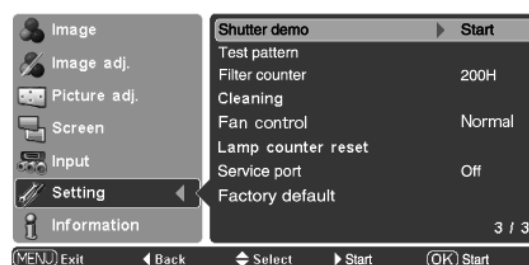 Image
Image adj.
Picture adj.
Screen
Input
Setting
Information
Shutter demo Start
Test pattern
Filter counter 200H
Cleaning
Fan control Normal
Lamp counter reset
Service port Off
Factory default
3 / 3
MENU Exit Back Select Start OK Start